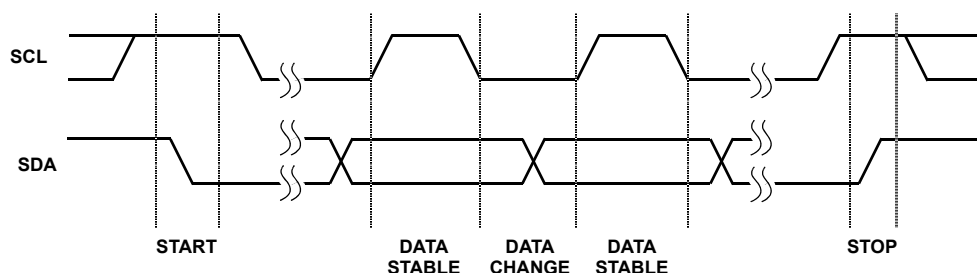 SCL
SDA
START
DATA
STABLE
DATA
CHANGE
DATA
STABLE
STOP